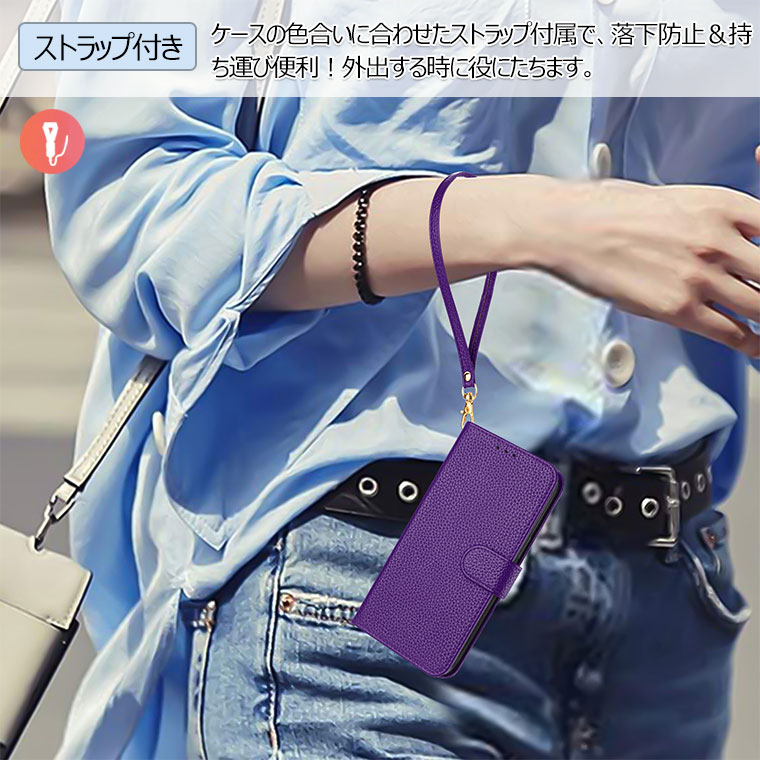 ストラップ付き
ケースの色合いに合わせたストラップ付属で、落下防止＆持
ち運び便利！外出する時に役にたちます。